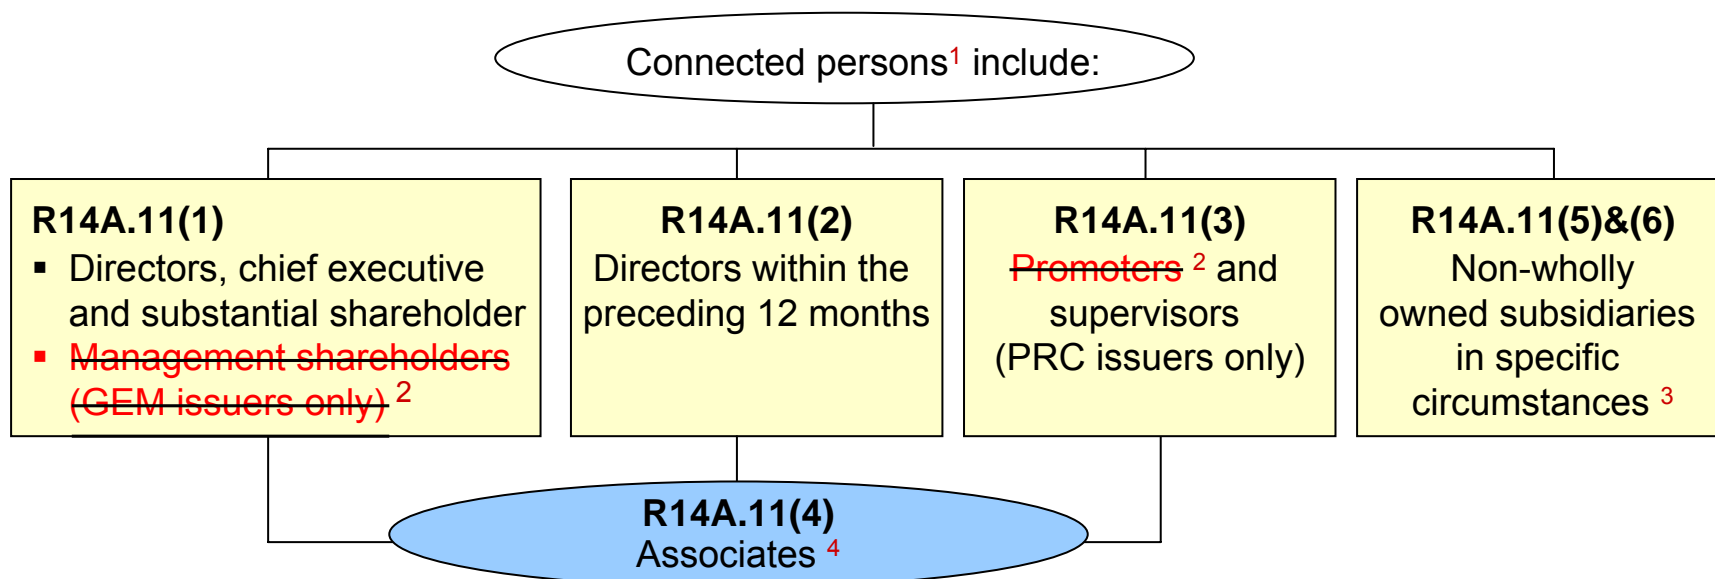 Connected persons¹ include:
R14A.11(1)
▪ Directors, chief executive
and substantial shareholder
▪ Management shareholders
(GEM issuers only) ²
R14A.11(2)
Directors within the
preceding 12 months
R14A.11(3)
Promoters ² and
supervisors
(PRC issuers only)
R14A.11(5)&(6)
Non-wholly
owned subsidiaries
in specific
circumstances ³
R14A.11(4)
Associates ⁴